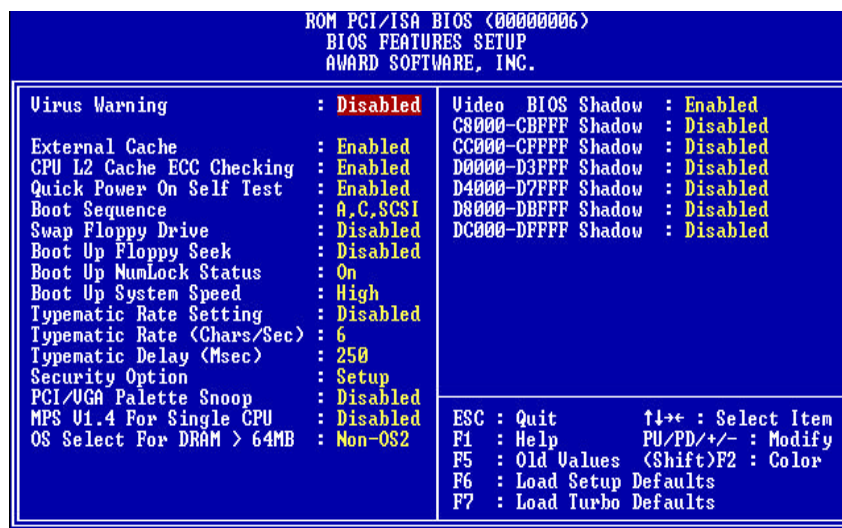 ROM PCI/ISA BIOS (00000006)
BIOS FEATURES SETUP
AWARD SOFTWARE, INC.
Virus Warning : Disabled
External Cache : Enabled
CPU L2 Cache ECC Checking : Enabled
Quick Power On Self Test : Enabled
Boot Sequence : A,C,SCSI
Swap Floppy Drive : Disabled
Boot Up Floppy Seek : Disabled
Boot Up NumLock Status : On
Boot Up System Speed : High
Typematic Rate Setting : Disabled
Typematic Rate (Chars/Sec) : 6
Typematic Delay (Msec) : 250
Security Option : Setup
PCI/VGA Palette Snoop : Disabled
MPS V1.4 For Single CPU : Disabled
OS Select For DRAM > 64MB : Non-OS2
Video BIOS Shadow : Enabled
C8000-CBFFF Shadow : Disabled
CC000-CFFFF Shadow : Disabled
D0000-D3FFF Shadow : Disabled
D4000-D7FFF Shadow : Disabled
D8000-DBFFF Shadow : Disabled
DC000-DFFFF Shadow : Disabled
ESC : Quit ↑↓→← : Select Item
F1 : Help PU/PD/+/- : Modify
F5 : Old Values (Shift)F2 : Color
F6 : Load Setup Defaults
F7 : Load Turbo Defaults